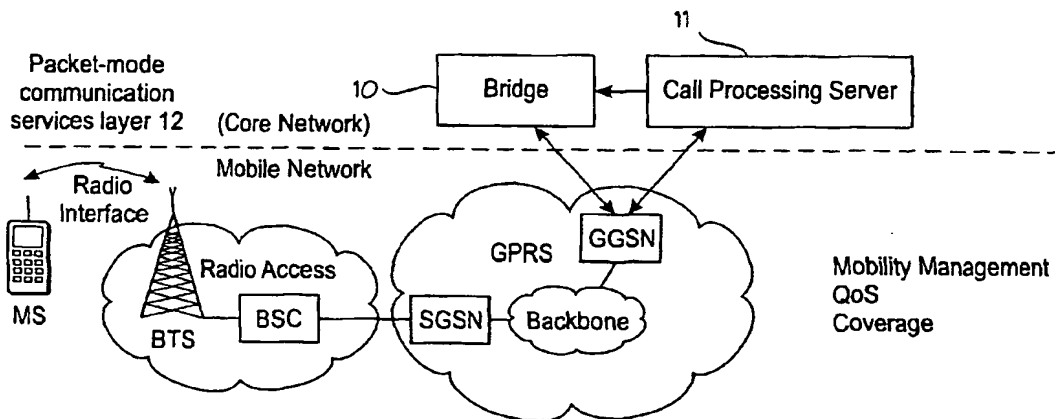 11
Packet-mode
communication
services layer 12
10
Bridge
Call Processing Server
(Core Network)
Mobile Network
Radio
Interface
GGSN
GPRS
Radio Access
Mobility Management
QoS
Coverage
MS
BTS
BSC
SGSN
Backbone